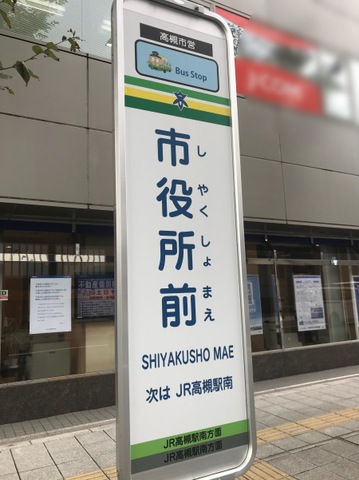 高槻市営
Bus Stop
市役所前
し やくしょ まえ
SHIYAKUSHO MAE
次は JR高槻駅南
JR高槻駅南方面
JR高槻駅南方面